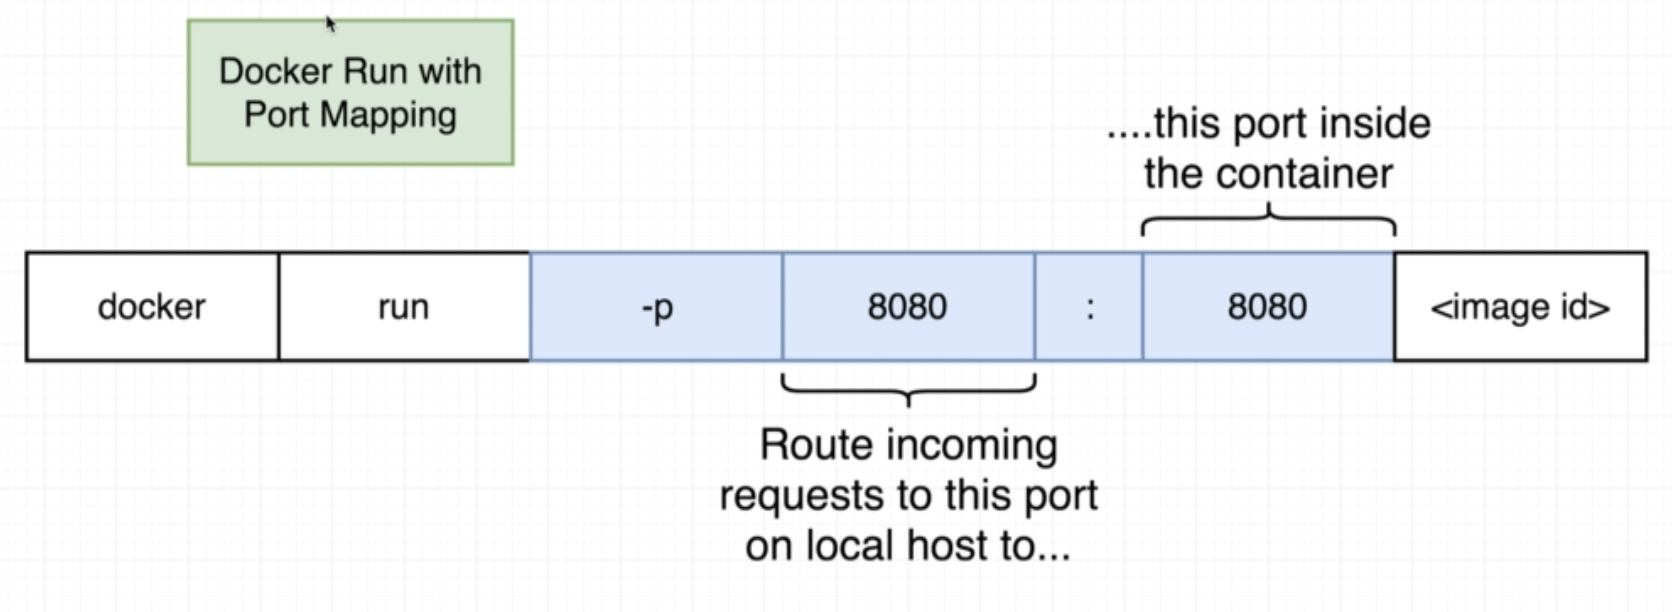 Docker Run with
Port Mapping
....this port inside
the container
docker run -p 8080 : 8080 <image id>
Route incoming
requests to this port
on local host to...